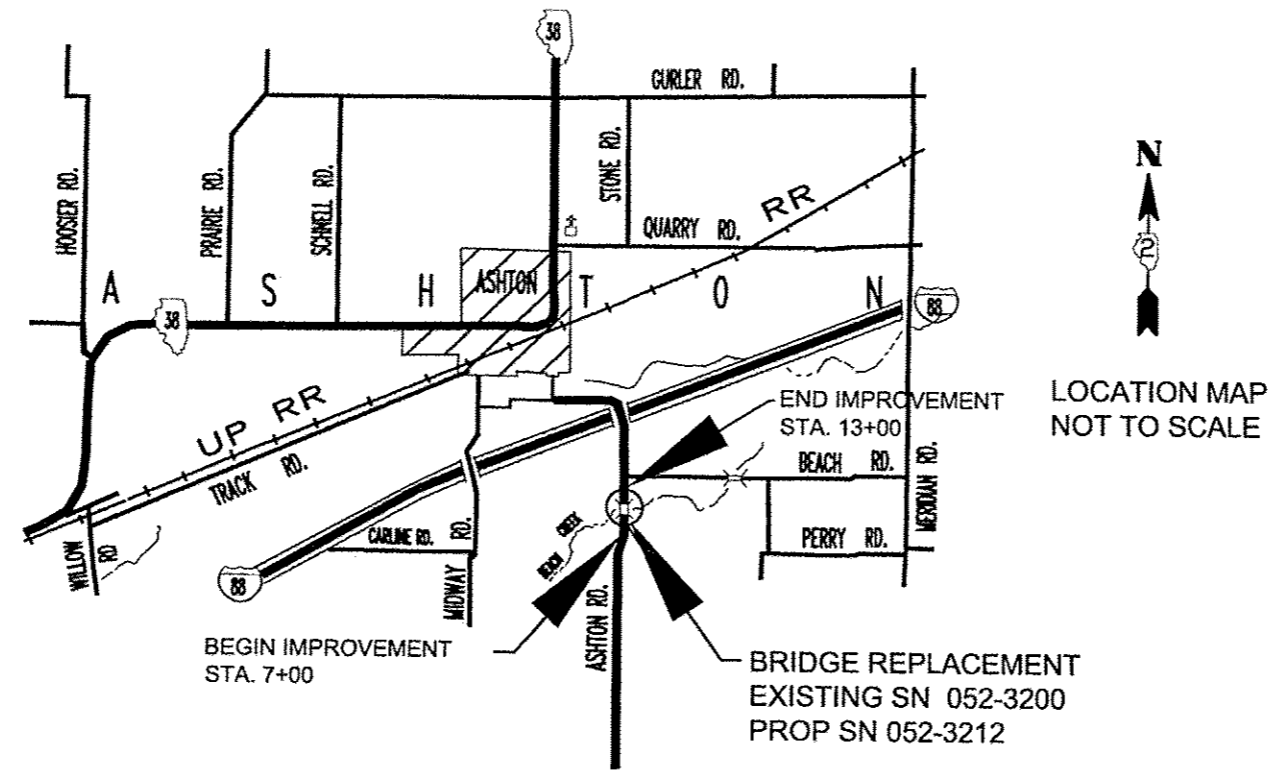 38
GURLER RD.
HOOSIER RD.
PRAIRIE RD.
SCHNELL RD.
STONE RD.
QUARRY RD.
RR
N
2
A S H T O N
ASHTON
38
88
LOCATION MAP
NOT TO SCALE
END IMPROVEMENT
STA. 13+00
UP RR
TRACK RD.
BEACH RD.
MERIDIAN RD.
WILLOW RD
CARLINE RD.
MIDWAY RD.
BEACH CREEK
PERRY RD.
88
ASHTON RD.
BEGIN IMPROVEMENT
STA. 7+00
BRIDGE REPLACEMENT
EXISTING SN 052-3200
PROP SN 052-3212